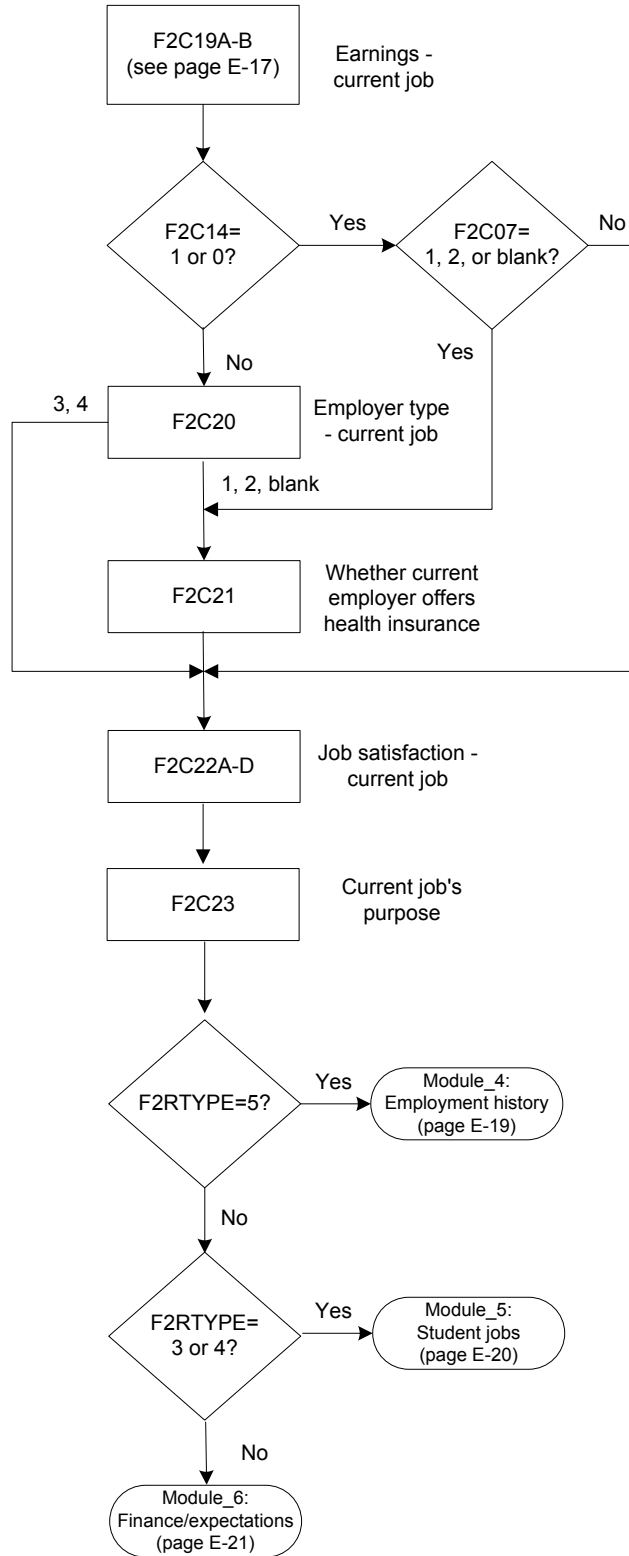 F2C19A-B
(see page E-17)
Earnings -
current job
F2C14=
1 or 0?
Yes
F2C07=
1, 2, or blank?
No
Yes
No
3, 4
F2C20
Employer type
- current job
1, 2, blank
F2C21
Whether current
employer offers
health insurance
F2C22A-D
Job satisfaction -
current job
F2C23
Current job's
purpose
F2RTYPE=5?
Yes
Module_4:
Employment history
(page E-19)
No
F2RTYPE=
3 or 4?
Yes
Module_5:
Student jobs
(page E-20)
No
Module_6:
Finance/expectations
(page E-21)